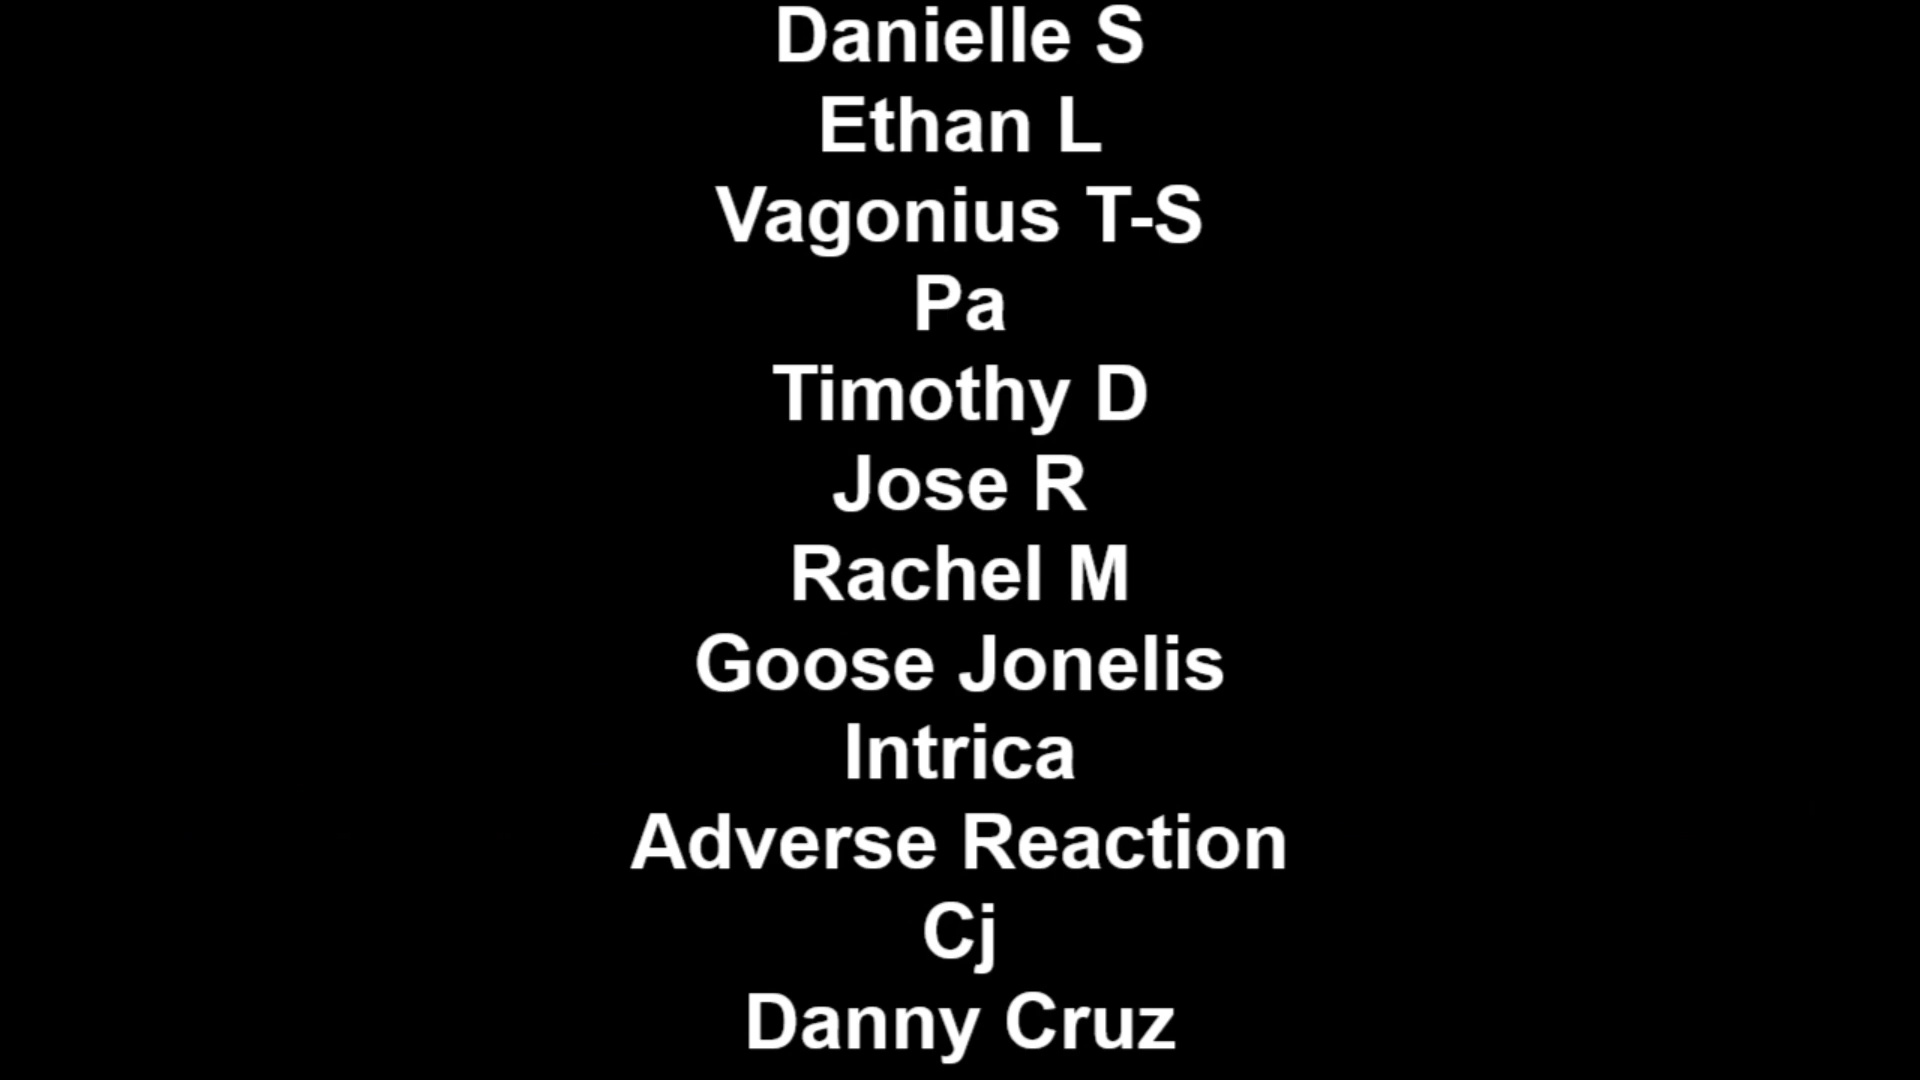 Danielle S
Ethan L
Vagonius T-S
Pa
Timothy D
Jose R
Rachel M
Goose Jonelis
Intrica
Adverse Reaction
Cj
Danny Cruz